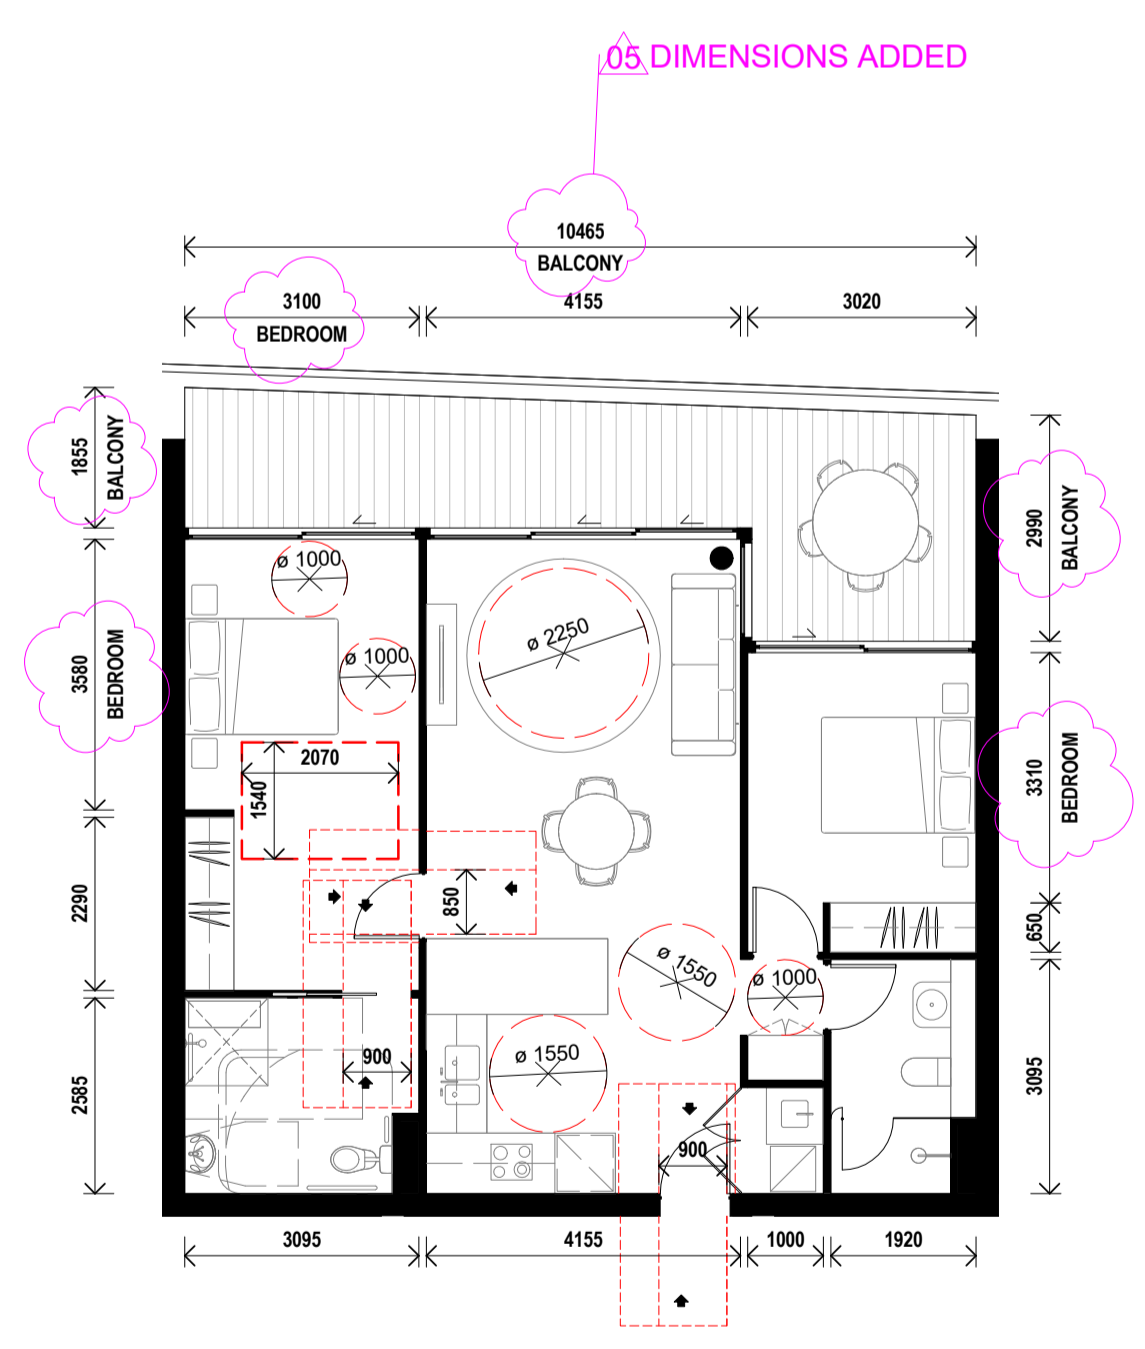 05 DIMENSIONS ADDED
10465
BALCONY
3100
BEDROOM
4155
3020
1855
BALCONY
2990
BALCONY
ø 1000
ø 1000
ø 2250
3580
BEDROOM
2070
1540
3310
BEDROOM
2290
850
650
ø 1550
ø 1000
ø 1550
900
2585
3095
900
3095
4155
1000
1920